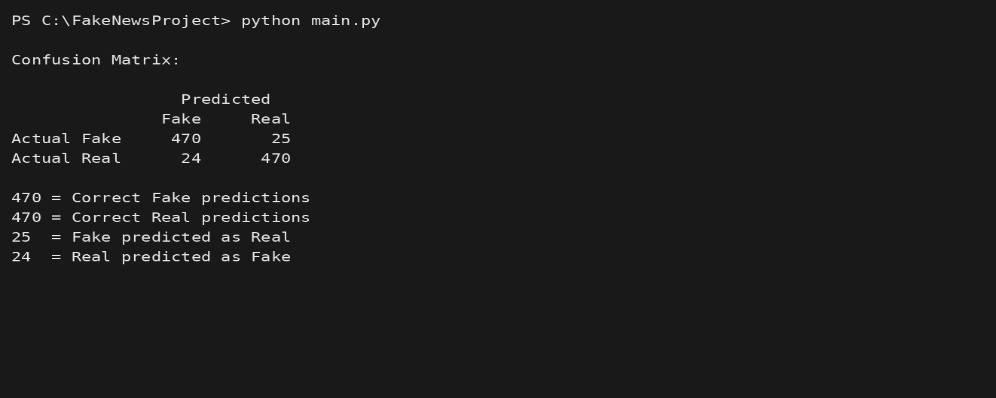 PS C:\FakeNewsProject> python main.py
Confusion Matrix:
Predicted
Fake Real
Actual Fake 470 25
Actual Real 24 470
470 = Correct Fake predictions
470 = Correct Real predictions
25 = Fake predicted as Real
24 = Real predicted as Fake